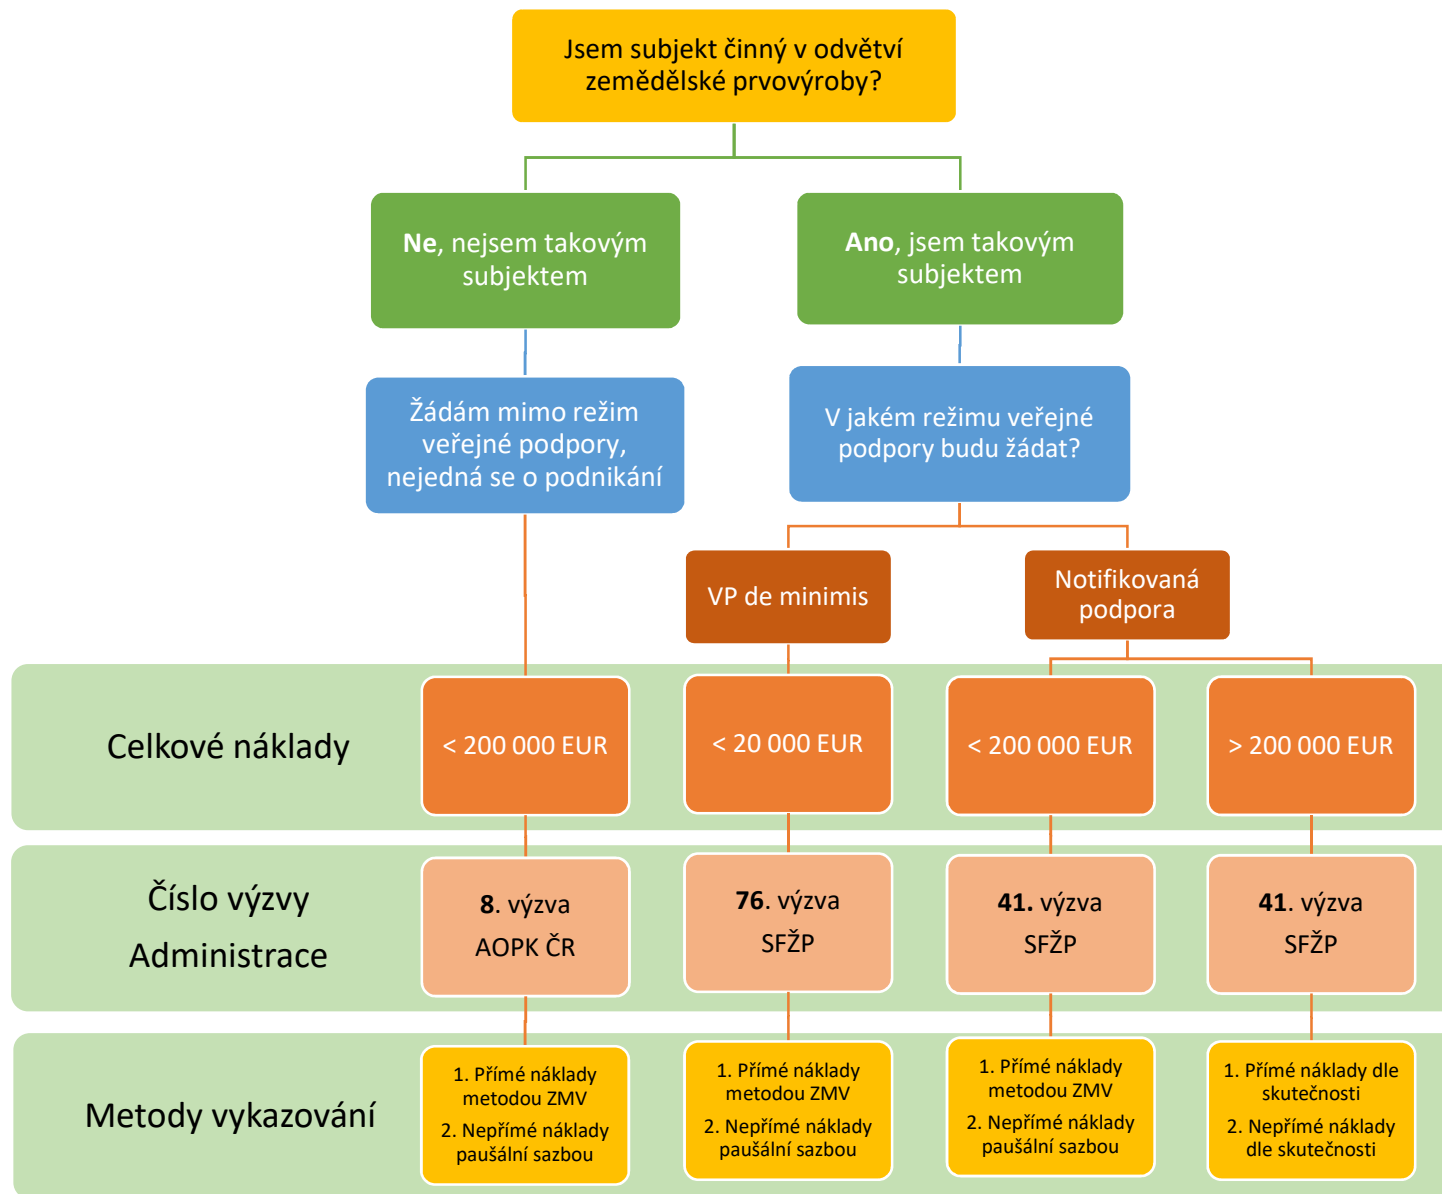 Jsem subjekt činný v odvětví
zemědělské prvovýroby?
Ne, nejsem takovým
subjektem
Ano, jsem takovým
subjektem
Žádám mimo režim
veřejné podpory,
nejedná se o podnikání
V jakém režimu veřejné
podpory budu žádat?
VP de minimis
Notifikovaná
podpora
Celkové náklady
< 200 000 EUR
< 20 000 EUR
< 200 000 EUR
> 200 000 EUR
Číslo výzvy
Administrace
8. výzva
AOPK ČR
76. výzva
SFŽP
41. výzva
SFŽP
41. výzva
SFŽP
Metody vykazování
1. Přímé náklady
metodou ZMV
2. Nepřímé náklady
paušální sazbou
1. Přímé náklady
metodou ZMV
2. Nepřímé náklady
paušální sazbou
1. Přímé náklady
metodou ZMV
2. Nepřímé náklady
paušální sazbou
1. Přímé náklady dle
skutečnosti
2. Nepřímé náklady
dle skutečnosti